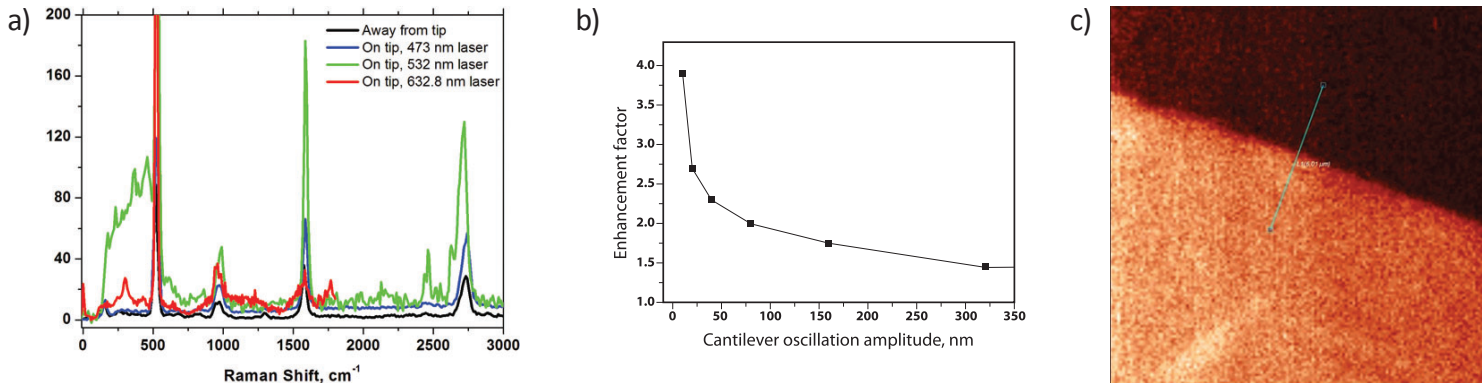 a)
200
160
120
80
40
0
Away from tip
On tip, 473 nm laser
On tip, 532 nm laser
On tip, 632.8 nm laser
0 500 1000 1500 2000 2500 3000
Raman Shift, cm⁻¹
b)
Enhancement factor
4.0
3.5
3.0
2.5
2.0
1.5
1.0
0 50 100 150 200 250 300 350
Cantilever oscillation amplitude, nm
c)